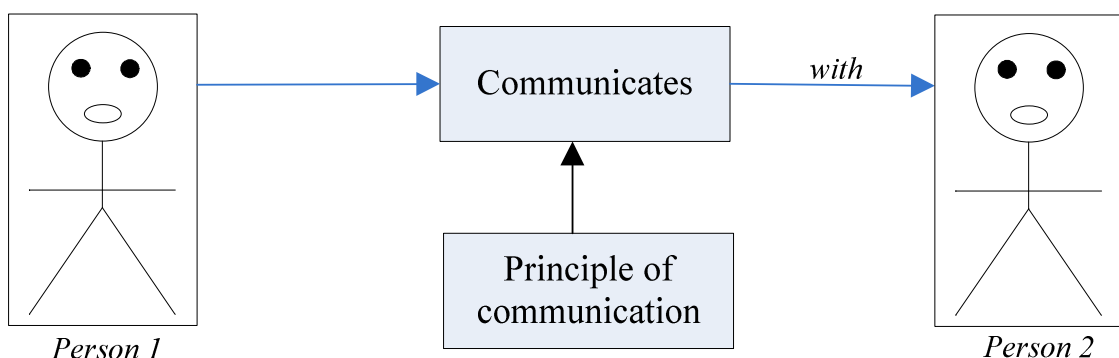 Communicates
with
Principle of
communication
Person 1
Person 2